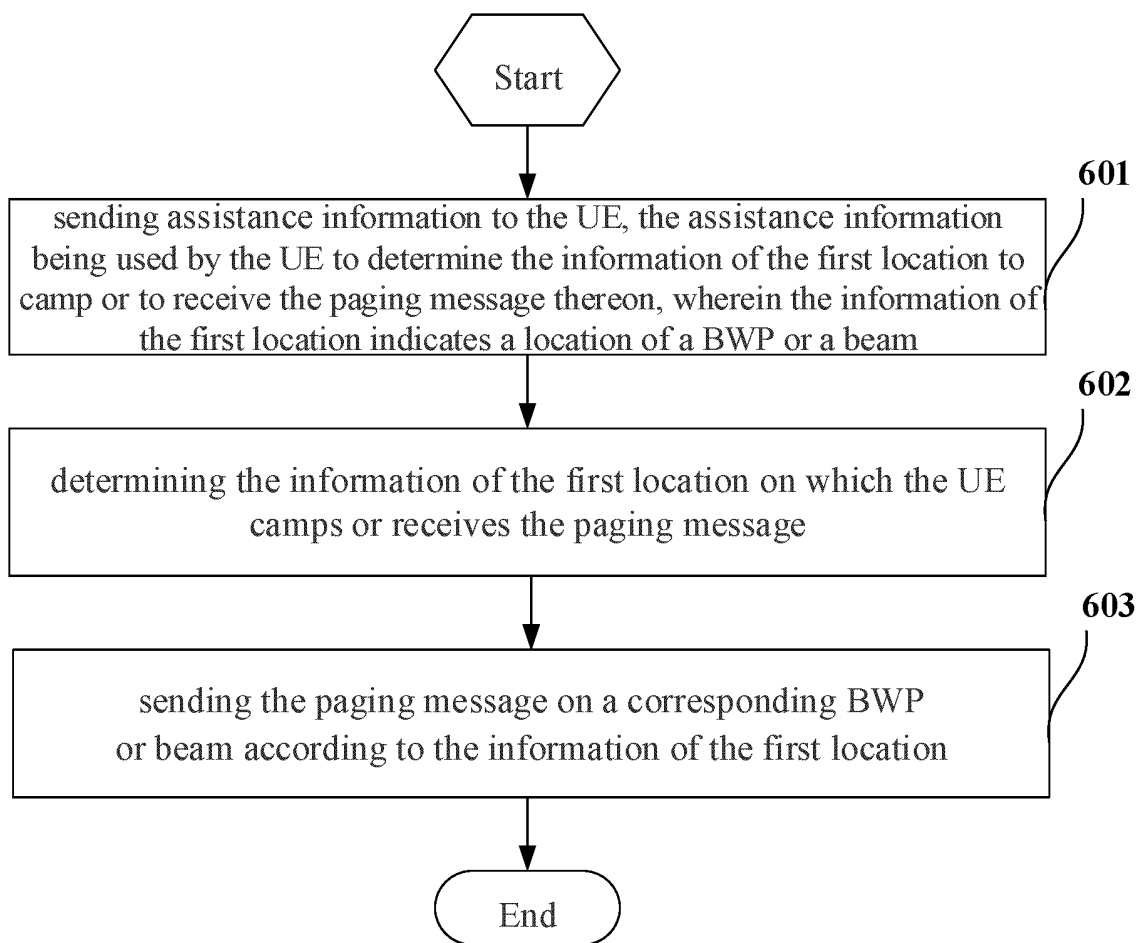 Start
601
sending assistance information to the UE, the assistance information
being used by the UE to determine the information of the first location to
camp or to receive the paging message thereon, wherein the information of
the first location indicates a location of a BWP or a beam
602
determining the information of the first location on which the UE
camps or receives the paging message
603
sending the paging message on a corresponding BWP
or beam according to the information of the first location
End